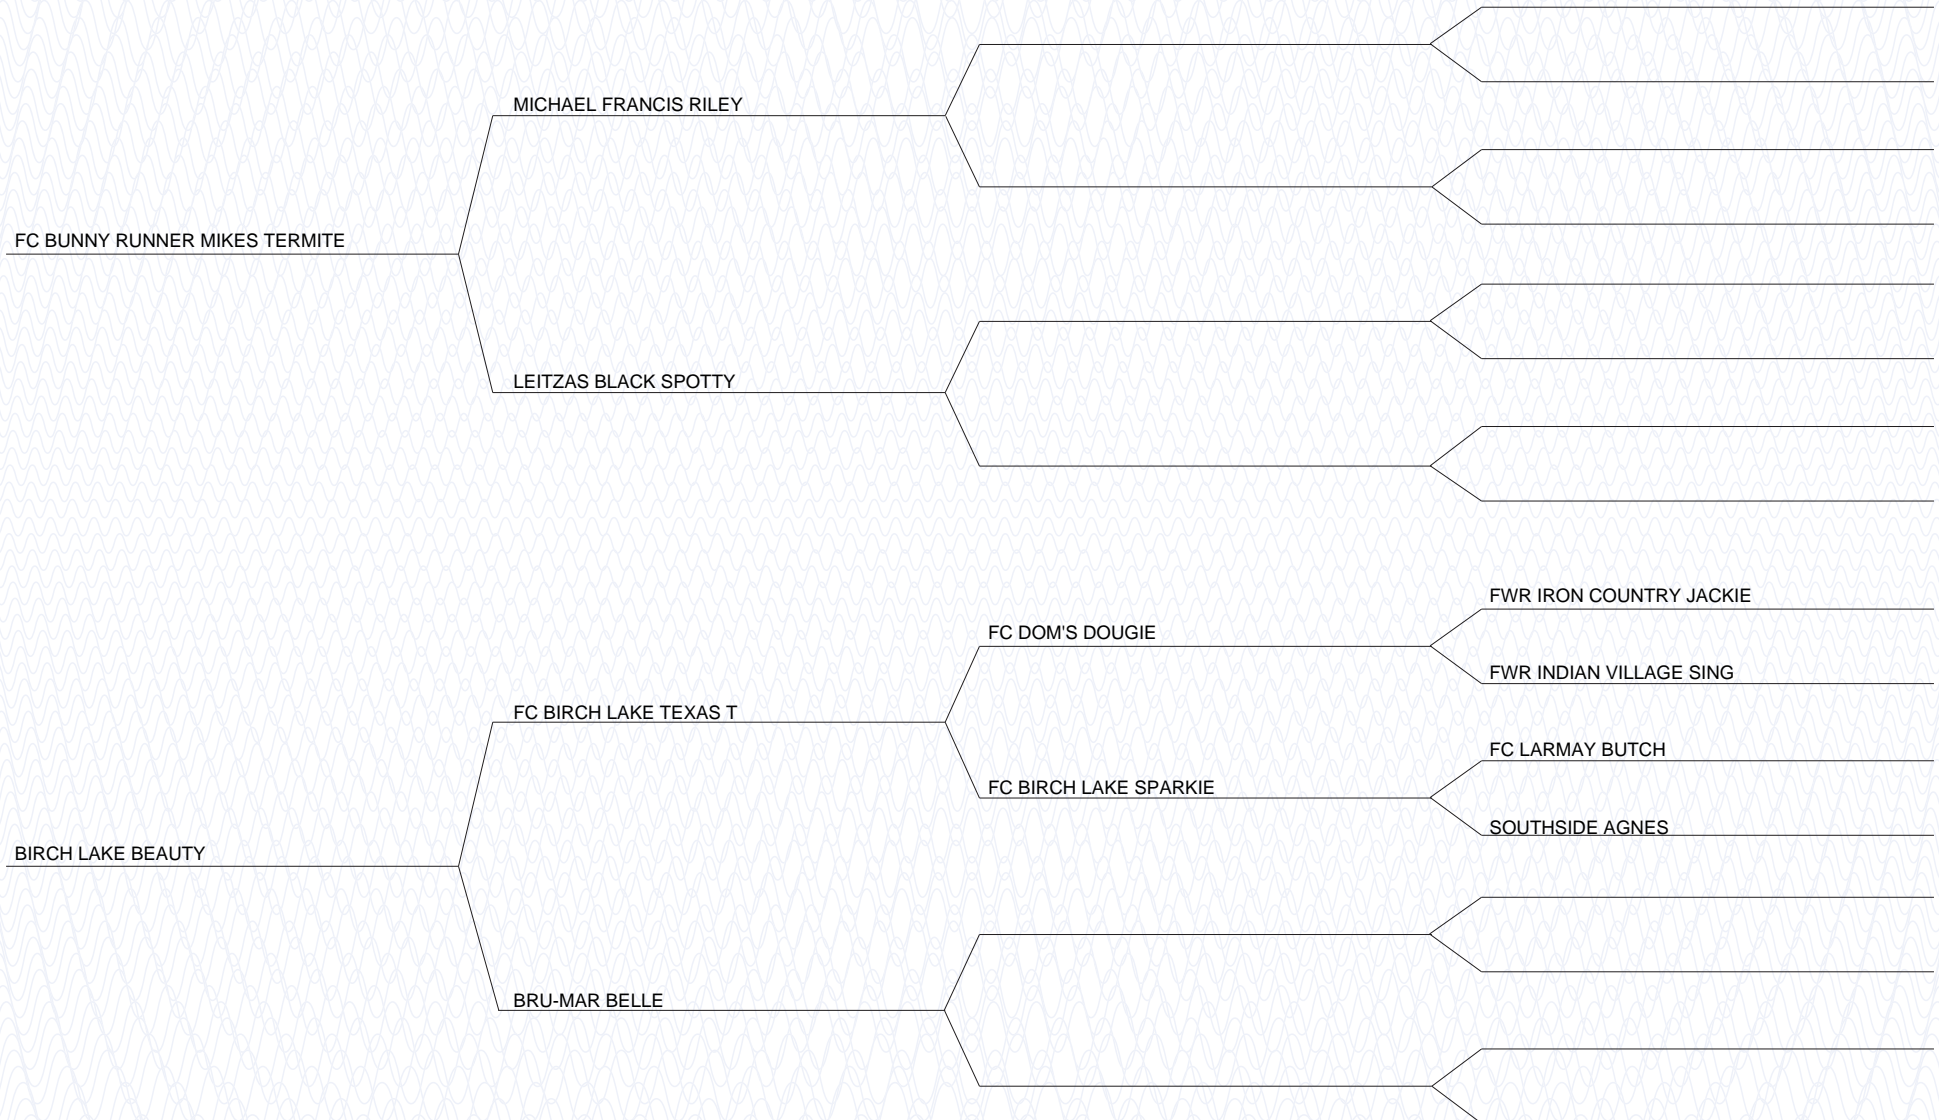 MICHAEL FRANCIS RILEY
FC BUNNY RUNNER MIKES TERMITE
LEITZAS BLACK SPOTTY
FWR IRON COUNTRY JACKIE
FC DOM'S DOUGIE
FWR INDIAN VILLAGE SING
FC BIRCH LAKE TEXAS T
FC LARMAY BUTCH
FC BIRCH LAKE SPARKIE
SOUTHSIDE AGNES
BIRCH LAKE BEAUTY
BRU-MAR BELLE